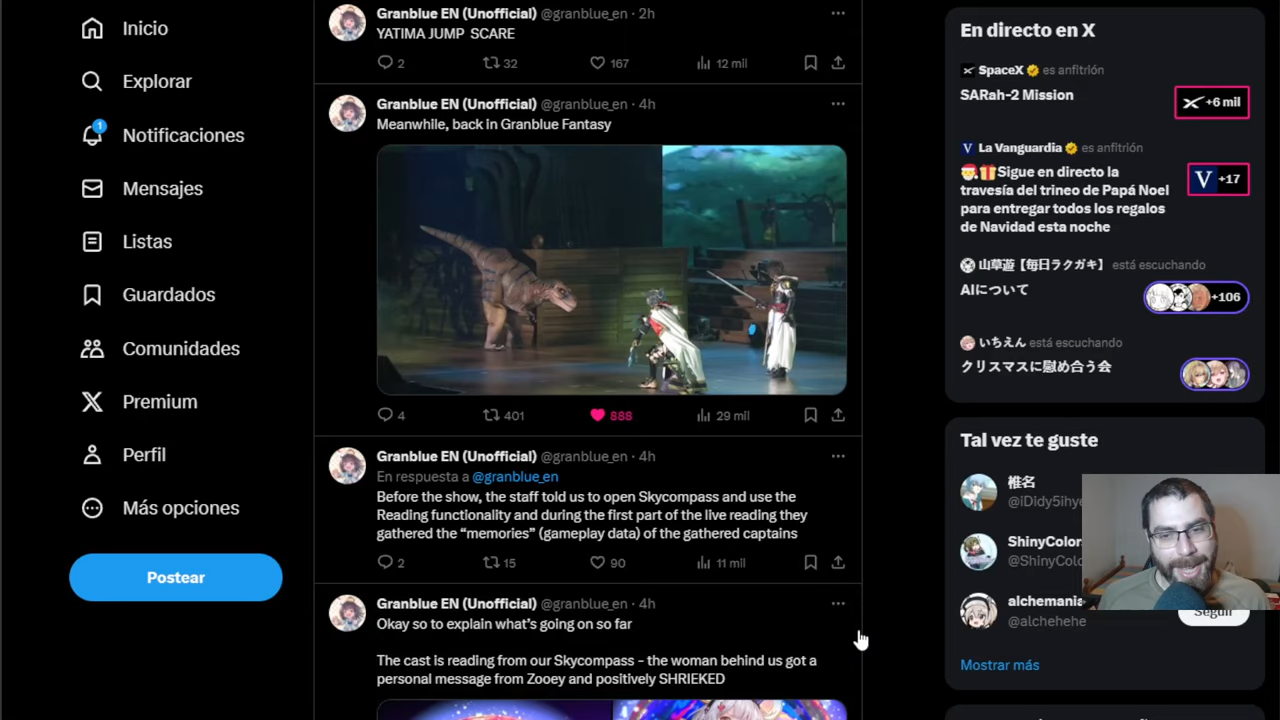 Inicio
Explorar
1
Notificaciones
Mensajes
Listas
Guardados
Comunidades
Premium
Perfil
Más opciones
Postear
Granblue EN (Unofficial) @granblue_en · 2h
YATIMA JUMP SCARE
2 32 167 12 mil
Granblue EN (Unofficial) @granblue_en · 4h
Meanwhile, back in Granblue Fantasy
4 401 888 29 mil
Granblue EN (Unofficial) @granblue_en · 4h
En respuesta a @granblue_en
Before the show, the staff told us to open Skycompass and use the
Reading functionality and during the first part of the live reading they
gathered the “memories” (gameplay data) of the gathered captains
2 15 90 11 mil
Granblue EN (Unofficial) @granblue_en · 4h
Okay so to explain what’s going on so far
The cast is reading from our Skycompass - the woman behind us got a
personal message from Zooey and positively SHRIEKED
En directo en X
SpaceX es anfitrión
SARah-2 Mission
+6 mil
La Vanguardia es anfitrión
🎅🎁Sigue en directo la
travesía del trineo de Papá Noel
para entregar todos los regalos
de Navidad esta noche
V +17
山草遊【毎日ラクガキ】 está escuchando
AIについて
+106
いちえん está escuchando
クリスマスに慰め合う会
Tal vez te guste
椎名
@iDidy5ihy
ShinyColor
@ShinyColo
alchemania
@alchehehe
Seguir
Mostrar más